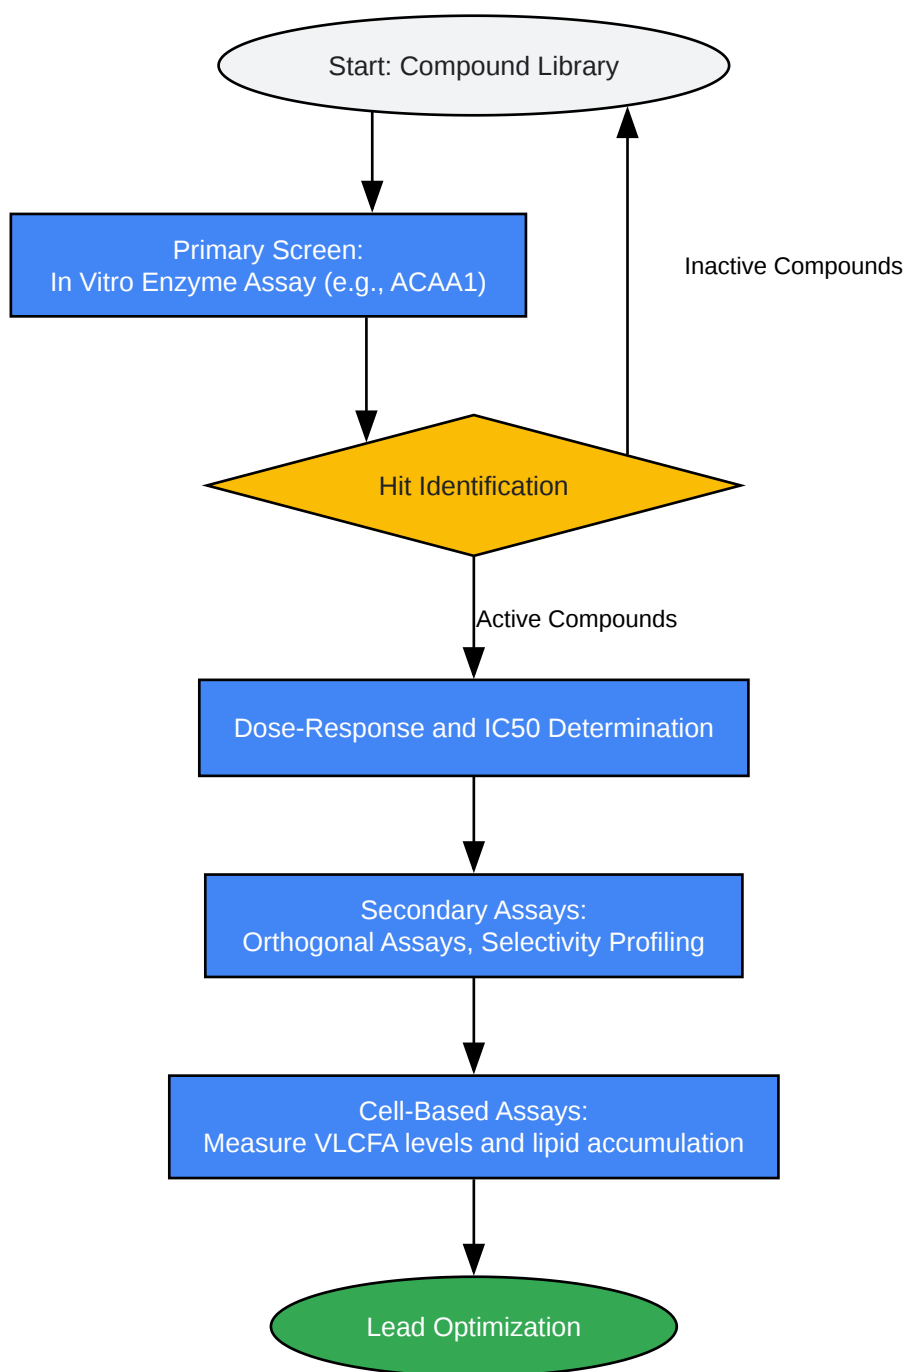 Start: Compound Library
Primary Screen:
In Vitro Enzyme Assay (e.g., ACAA1)
Inactive Compounds
Hit Identification
Active Compounds
Dose-Response and IC50 Determination
Secondary Assays:
Orthogonal Assays, Selectivity Profiling
Cell-Based Assays:
Measure VLCFA levels and lipid accumulation
Lead Optimization